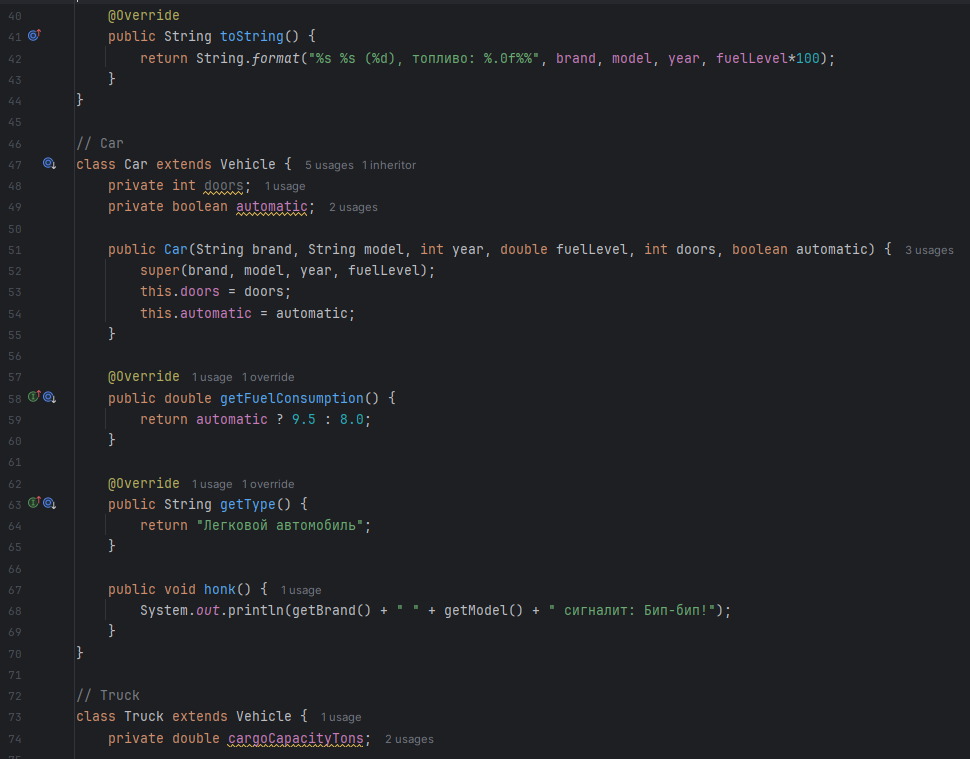 40 @Override
41 public String toString() {
42 return String.format("%s %s (%d), топливо: %.0f%%", brand, model, year, fuelLevel*100);
43 }
44 }
45
46 // Car
47 class Car extends Vehicle { 5 usages 1 inheritor
48 private int doors; 1 usage
49 private boolean automatic; 2 usages
50
51 public Car(String brand, String model, int year, double fuelLevel, int doors, boolean automatic) { 3 usages
52 super(brand, model, year, fuelLevel);
53 this.doors = doors;
54 this.automatic = automatic;
55 }
56
57 @Override 1 usage 1 override
58 public double getFuelConsumption() {
59 return automatic ? 9.5 : 8.0;
60 }
61
62 @Override 1 usage 1 override
63 public String getType() {
64 return "Легковой автомобиль";
65 }
66
67 public void honk() { 1 usage
68 System.out.println(getBrand() + " " + getModel() + " сигналит: Бип-бип!");
69 }
70 }
71
72 // Truck
73 class Truck extends Vehicle { 1 usage
74 private double cargoCapacityTons; 2 usages